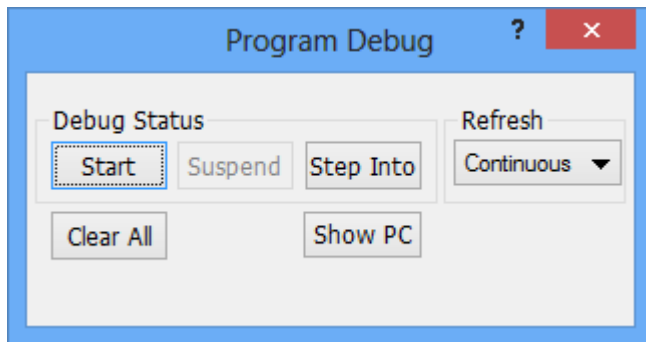 Program Debug ?
Debug Status
Refresh
Start Suspend Step Into Continuous
Clear All Show PC